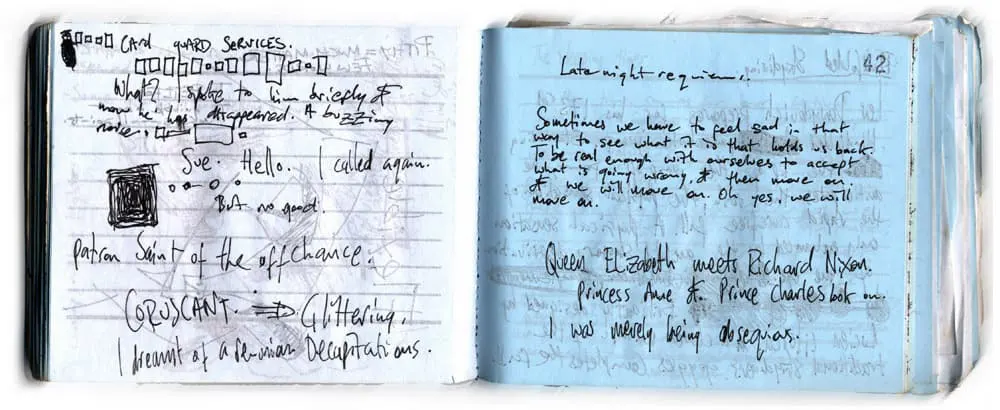 CARD GUARD SERVICES.
What? I spoke to him briefly &
now he has disappeared. A buzzing
noise.
Sue. Hello. I called again.
But no good.
Patron Saint of the off chance.
CORUSCANT. ⇒ Glittering.
I dreamt of a Decapitations.
42
Late night requiem.
Sometimes we have to feel sad in that
way to see what it is that holds us back.
To be real enough with ourselves to accept
what is going wrong, & then move on.
& we will move on. Oh yes, we will
move on.
Queen Elizabeth meets Richard Nixon.
Princess Anne & Prince Charles look on.
I was merely being obsequious.